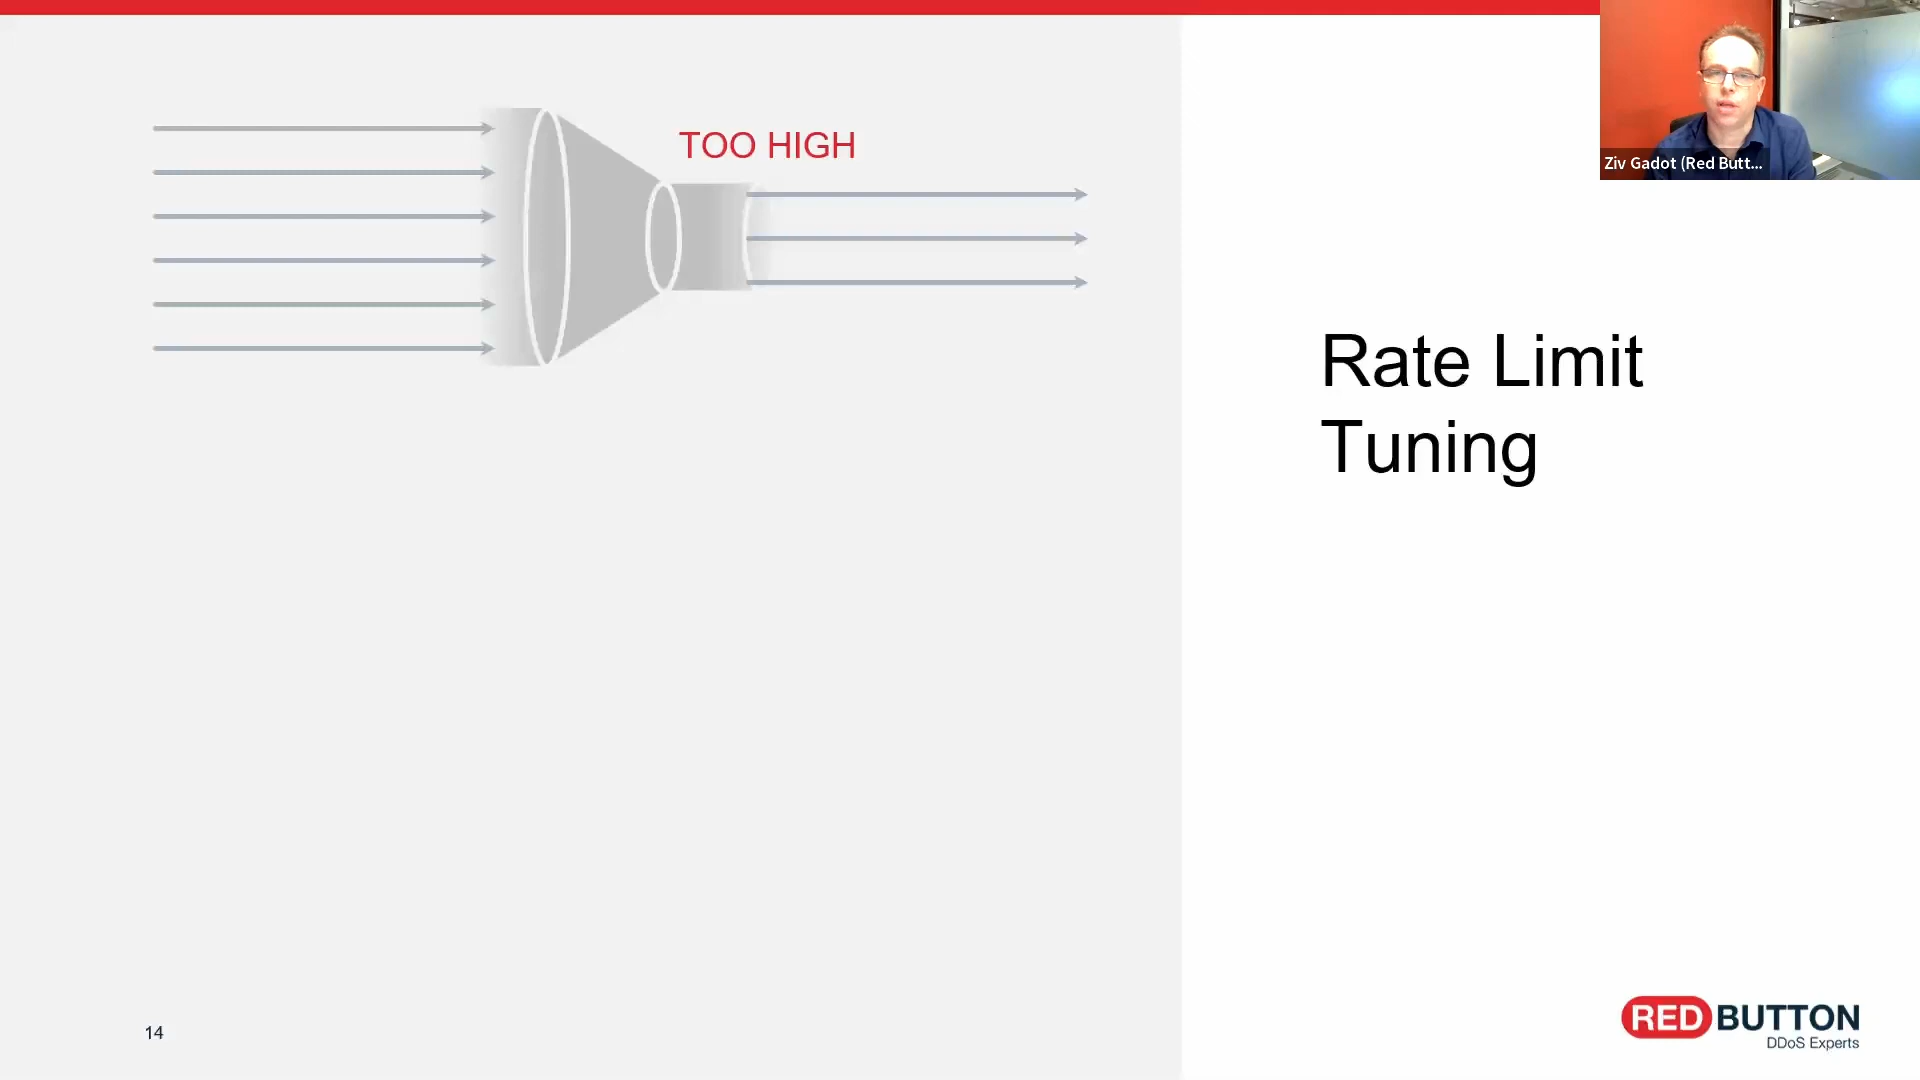 TOO HIGH
Ziv Gadot (Red Butt...
Rate Limit
Tuning
14
RED BUTTON
DDoS Experts